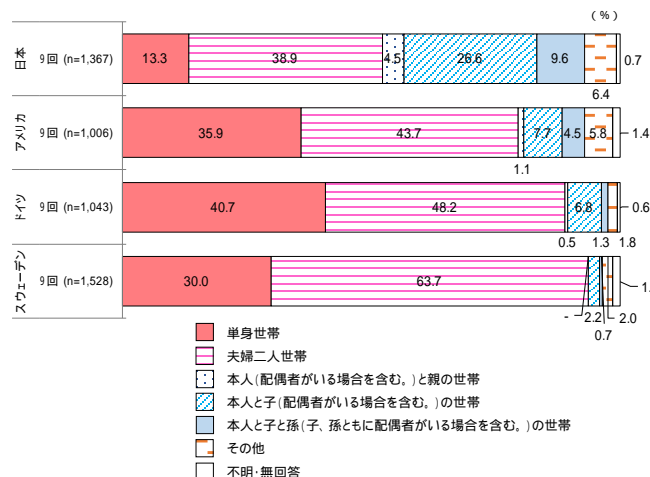 (%)
日本 9回 (n=1,367) 13.3 38.9 4.5 26.6 9.6 0.7
6.4
アメリカ 9回 (n=1,006) 35.9 43.7 7.7 4.5 5.8 1.4
1.1
ドイツ 9回 (n=1,043) 40.7 48.2 6.8 0.6
0.5 1.3 1.8
スウェーデン 9回 (n=1,528) 30.0 63.7 1.
- 2.2 2.0
0.7
単身世帯
夫婦二人世帯
本人(配偶者がいる場合を含む。)と親の世帯
本人と子(配偶者がいる場合を含む。)の世帯
本人と子と孫(子、孫ともに配偶者がいる場合を含む。)の世帯
その他
不明・無回答